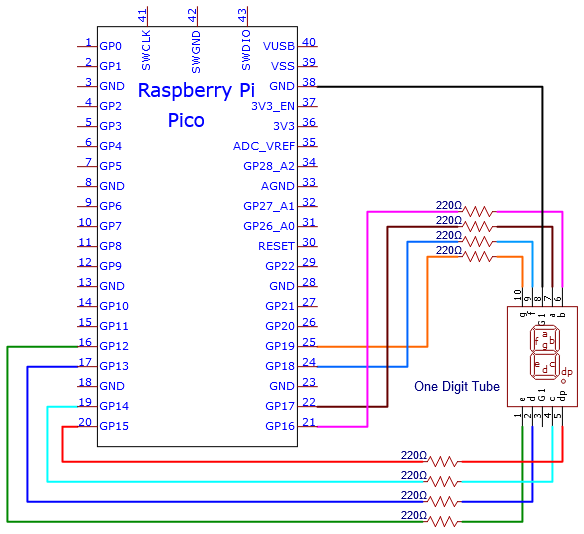 41
42
43
SWCLK
SWGND
SWDIO
Raspberry Pi
Pico
1 GP0
2 GP1
3 GND
4 GP2
5 GP3
6 GP4
7 GP5
8 GND
9 GP6
10 GP7
11 GP8
12 GP9
13 GND
14 GP10
15 GP11
16 GP12
17 GP13
18 GND
19 GP14
20 GP15
VUSB 40
VSS 39
GND 38
3V3_EN 37
3V3 36
ADC_VREF 35
GP28_A2 34
AGND 33
GP27_A1 32
GP26_A0 31
RESET 30
GP22 29
GND 28
GP21 27
GP20 26
GP19 25
GP18 24
GND 23
GP17 22
GP16 21
220Ω
220Ω
220Ω
220Ω
10 9 8 7 6
g f G1 a b
a
f b
g
e c
d
dp
One Digit Tube
e d G1 c dp
1 2 3 4 5
220Ω
220Ω
220Ω
220Ω